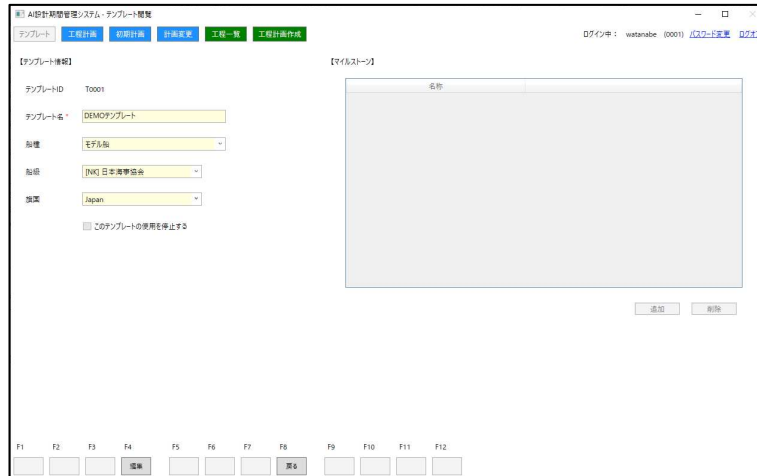 AI設計期間管理システム - テンプレート閲覧
テンプレート 工程計画 初期計画 計画変更 工程一覧 工程計画作成 ログイン中： watanabe (0001) パスワード変更 ログオ
【テンプレート情報】 【マイルストーン】
名称
テンプレートID T0001
テンプレート名 * DEMOテンプレート
船種 モデル船
船級 [NK] 日本海事協会
旗国 Japan
このテンプレートの使用を停止する
追加 削除
F1 F2 F3 F4 F5 F6 F7 F8 F9 F10 F11 F12
編集 戻る